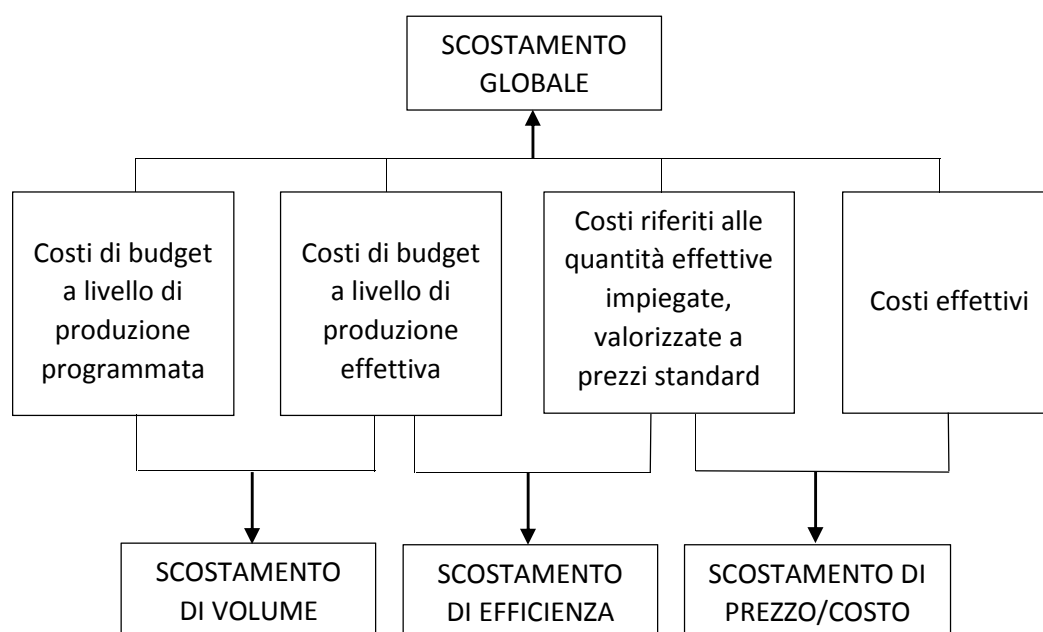 SCOSTAMENTO
GLOBALE
Costi di budget
a livello di
produzione
programmata
Costi di budget
a livello di
produzione
effettiva
Costi riferiti alle
quantità effettive
impiegate,
valorizzate a
prezzi standard
Costi effettivi
SCOSTAMENTO
DI VOLUME
SCOSTAMENTO
DI EFFICIENZA
SCOSTAMENTO DI
PREZZO/COSTO